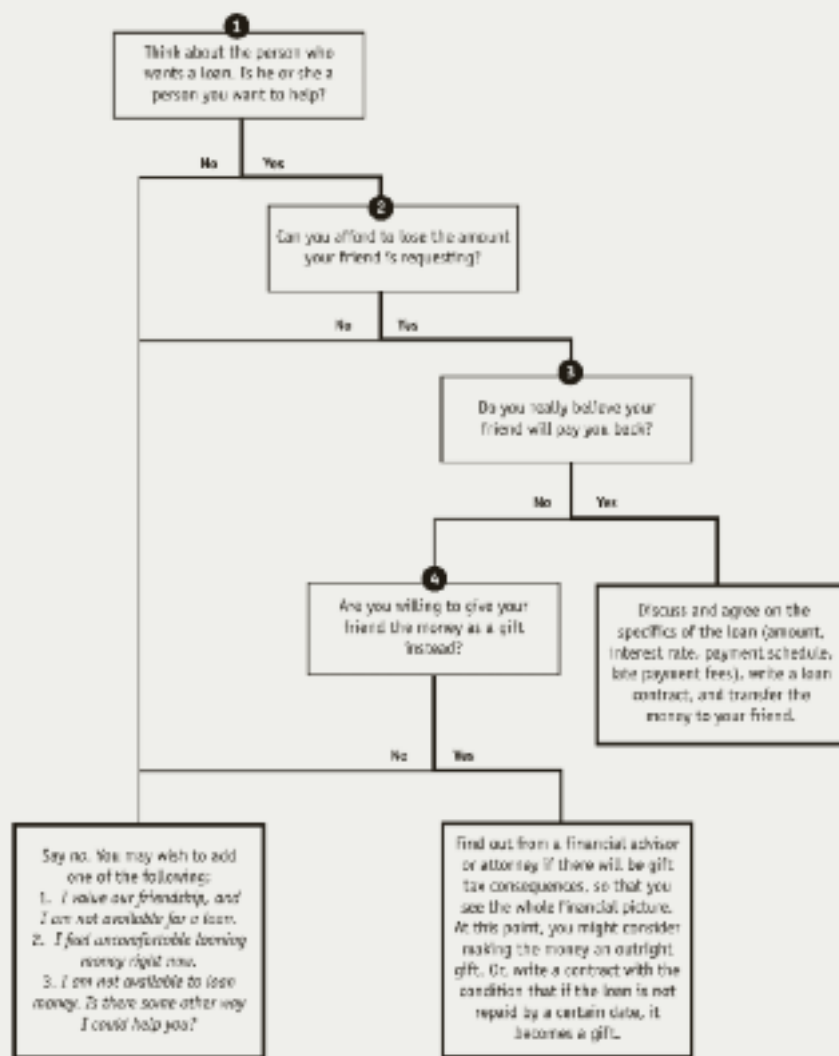 1
Think about the person who
wants a loan. Is he or she a
person you want to help?
No Yes
2
Can you afford to lose the amount
your friend is requesting?
No Yes
3
Do you really believe your
friend will pay you back?
No Yes
4
Are you willing to give your
friend the money as a gift
instead?
Discuss and agree on the
specifics of the loan (amount,
interest rate, payment schedule,
late payment fees), write a loan
contract, and transfer the
money to your friend.
No Yes
Say no. You may wish to add
one of the following:
1. I value our friendship, and
I am not available for a loan.
2. I feel uncomfortable loaning
money right now.
3. I am not available to loan
money. Is there some other way
I could help you?
Find out from a financial advisor
or attorney if there will be gift
tax consequences, so that you
see the whole financial picture.
At this point, you might consider
making the money an outright
gift. Or, write a contract with the
condition that if the loan is not
repaid by a certain date, it
becomes a gift.